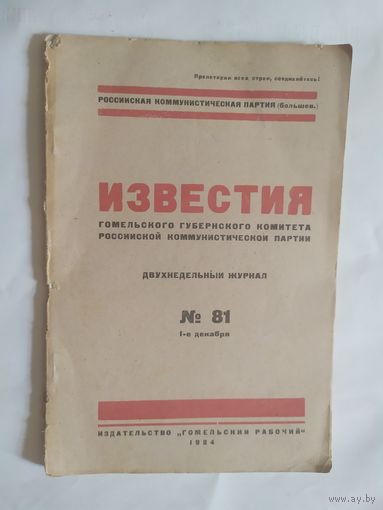 Пролетарии всех стран, соединяйтесь!
РОССИЙСКАЯ КОММУНИСТИЧЕСКАЯ ПАРТИЯ (большев.)
ИЗВЕСТИЯ
ГОМЕЛЬСКОГО ГУБЕРНСКОГО КОМИТЕТА
РОССИЙСКОЙ КОММУНИСТИЧЕСКОЙ ПАРТИИ
ДВУХНЕДЕЛЬНЫЙ ЖУРНАЛ
№ 81
1-е декабря
ИЗДАТЕЛЬСТВО „ГОМЕЛЬСКИЙ РАБОЧИЙ"
1924
www.ay.by